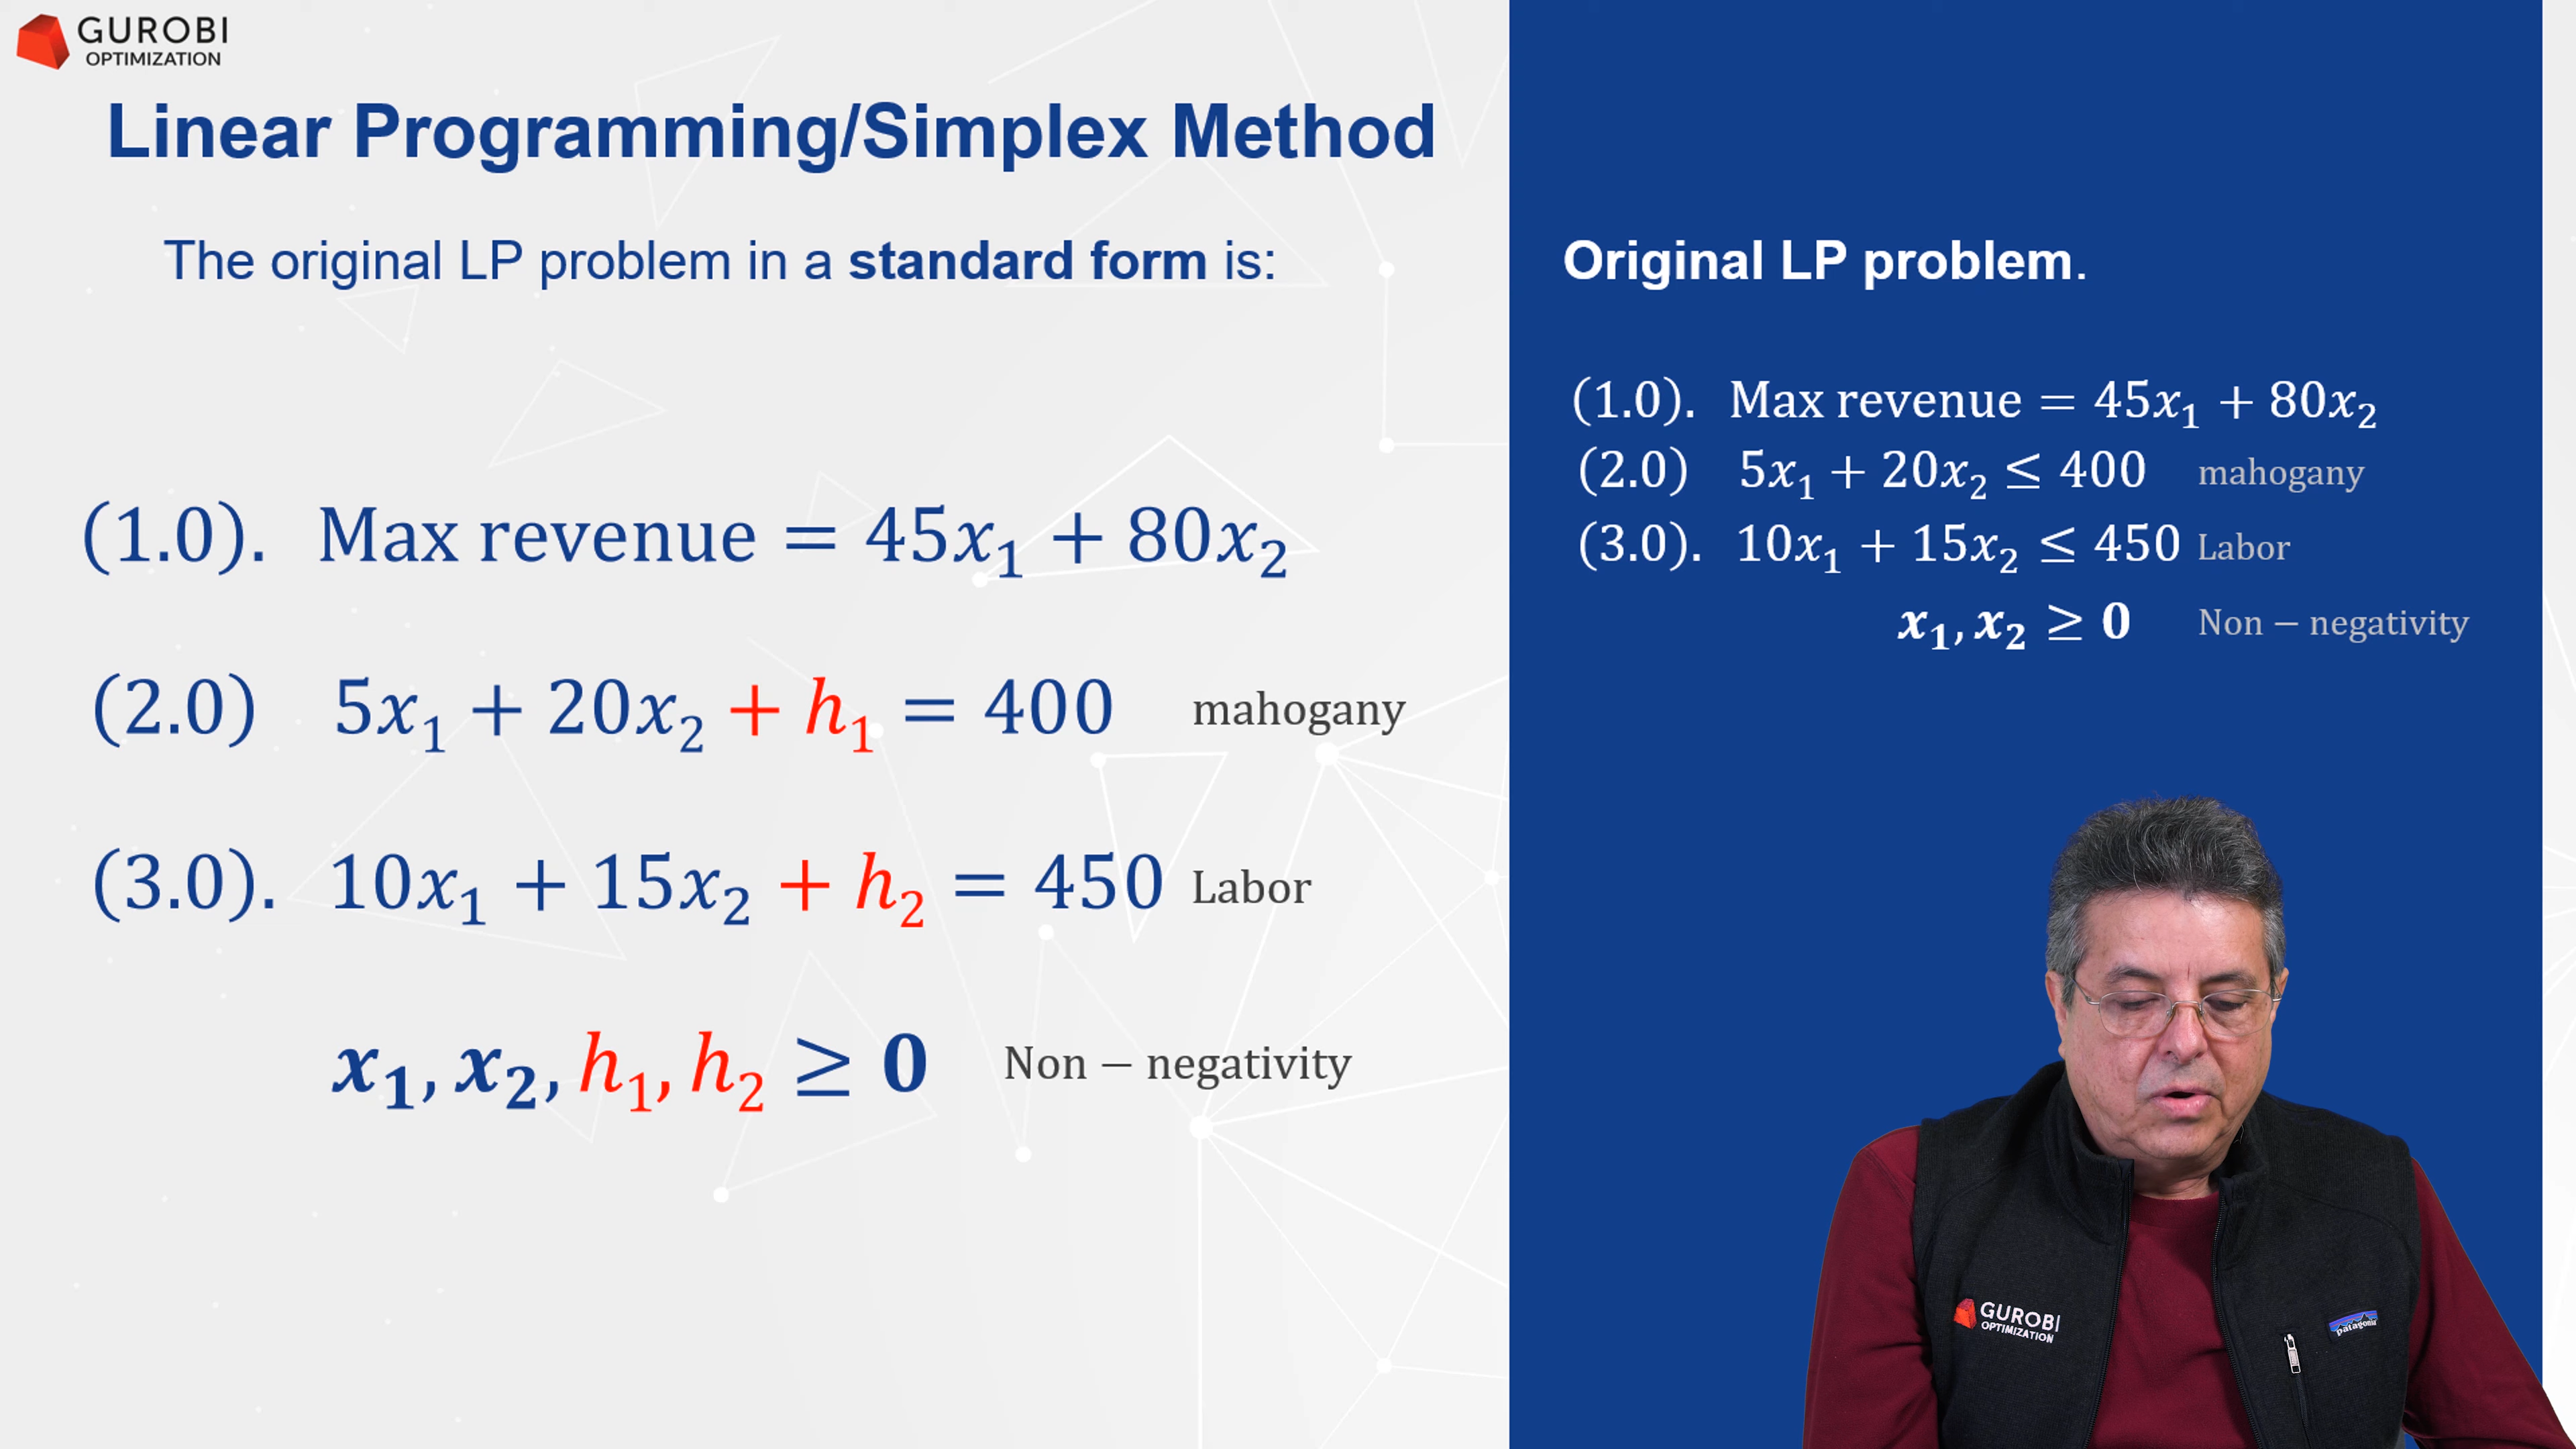 GUROBI
OPTIMIZATION
Linear Programming/Simplex Method
The original LP problem in a standard form is:
(1.0). Max revenue = 45x₁ + 80x₂
(2.0) 5x₁ + 20x₂ + h₁ = 400 mahogany
(3.0). 10x₁ + 15x₂ + h₂ = 450 Labor
x₁, x₂, h₁, h₂ ≥ 0 Non − negativity
Original LP problem.
(1.0). Max revenue = 45x₁ + 80x₂
(2.0) 5x₁ + 20x₂ ≤ 400 mahogany
(3.0). 10x₁ + 15x₂ ≤ 450 Labor
x₁, x₂ ≥ 0 Non − negativity
GUROBI
OPTIMIZATION
patagonia